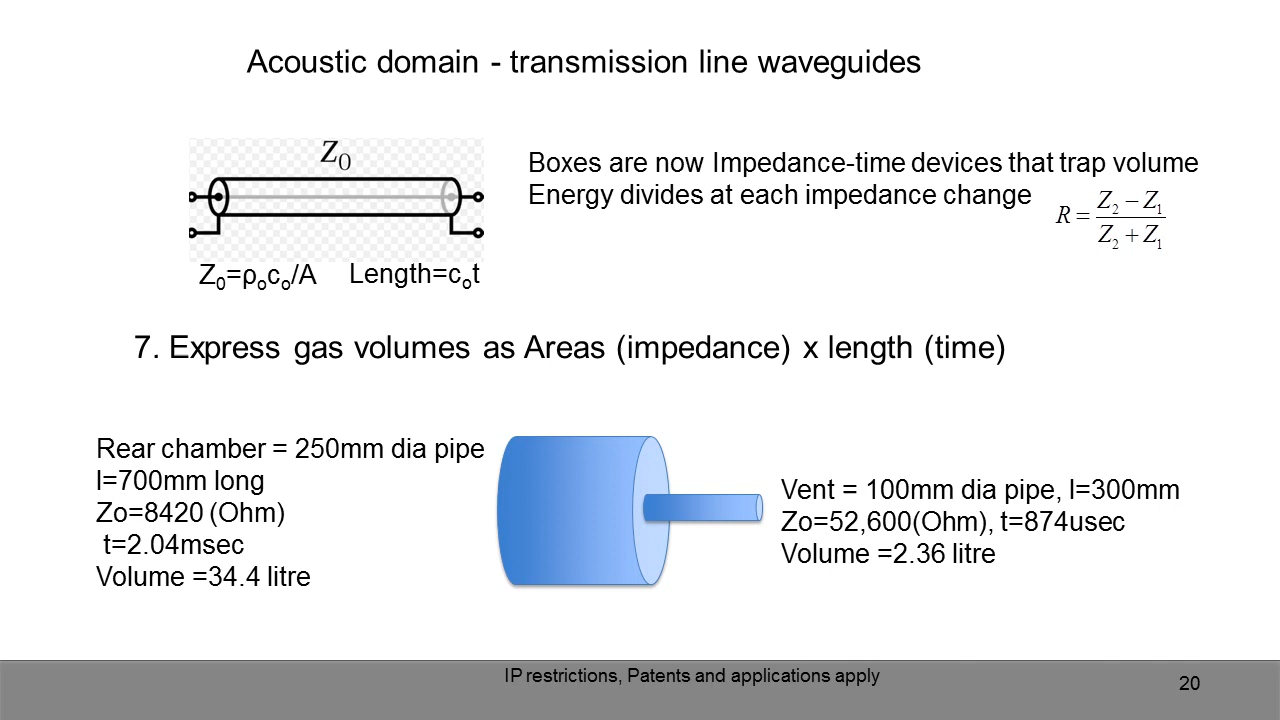 Acoustic domain - transmission line waveguides
Z₀
Boxes are now Impedance-time devices that trap volume
Energy divides at each impedance change
R = (Z₂ − Z₁) / (Z₂ + Z₁)
Z₀=ρₒcₒ/A Length=cₒt
7. Express gas volumes as Areas (impedance) x length (time)
Rear chamber = 250mm dia pipe
l=700mm long
Zo=8420 (Ohm)
t=2.04msec
Volume =34.4 litre
Vent = 100mm dia pipe, l=300mm
Zo=52,600(Ohm), t=874usec
Volume =2.36 litre
IP restrictions, Patents and applications apply
20